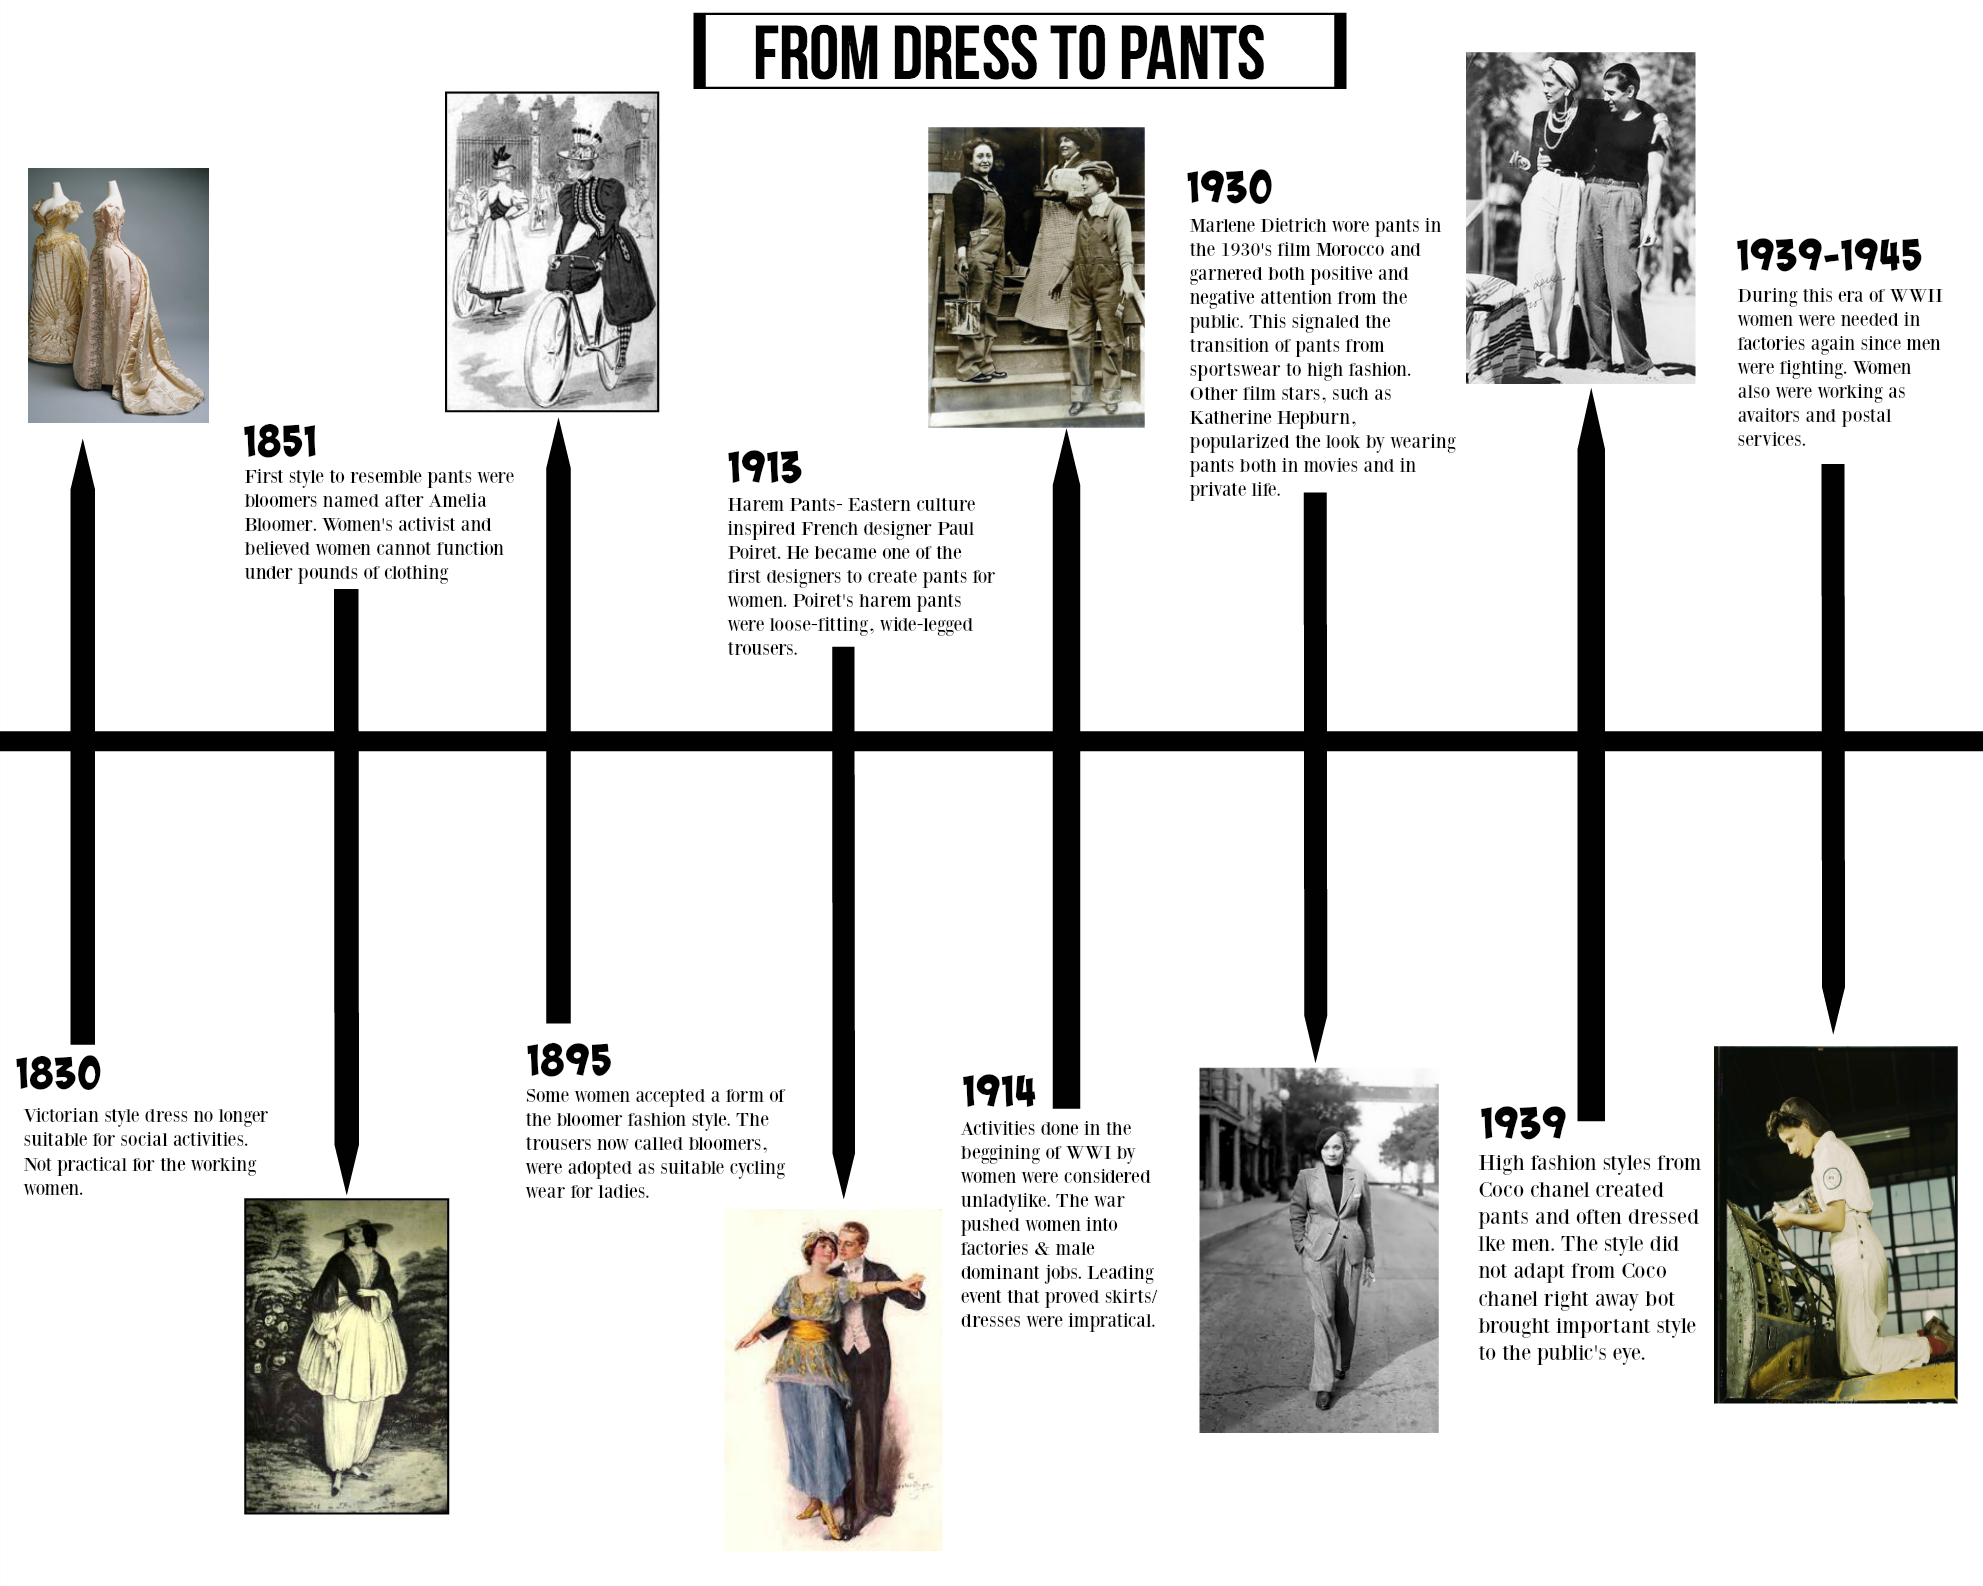 FROM DRESS TO PANTS
1830
Victorian style dress no longer
suitable for social activities.
Not practical for the working
women.
1851
First style to resemble pants were
bloomers named after Amelia
Bloomer. Women's activist and
believed women cannot function
under pounds of clothing
1895
Some women accepted a form of
the bloomer fashion style. The
trousers now called bloomers,
were adopted as suitable cycling
wear for ladies.
1913
Harem Pants- Eastern culture
inspired French designer Paul
Poiret. He became one of the
first designers to create pants for
women. Poiret's harem pants
were loose-fitting, wide-legged
trousers.
1914
Activities done in the
beggining of WWI by
women were considered
unladylike. The war
pushed women into
factories & male
dominant jobs. Leading
event that proved skirts/
dresses were impratical.
1930
Marlene Dietrich wore pants in
the 1930's film Morocco and
garnered both positive and
negative attention from the
public. This signaled the
transition of pants from
sportswear to high fashion.
Other film stars, such as
Katherine Hepburn,
popularized the look by wearing
pants both in movies and in
private life.
1939
High fashion styles from
Coco chanel created
pants and often dressed
lke men. The style did
not adapt from Coco
chanel right away bot
brought important style
to the public's eye.
1939-1945
During this era of WWII
women were needed in
factories again since men
were fighting. Women
also were working as
avaitors and postal
services.